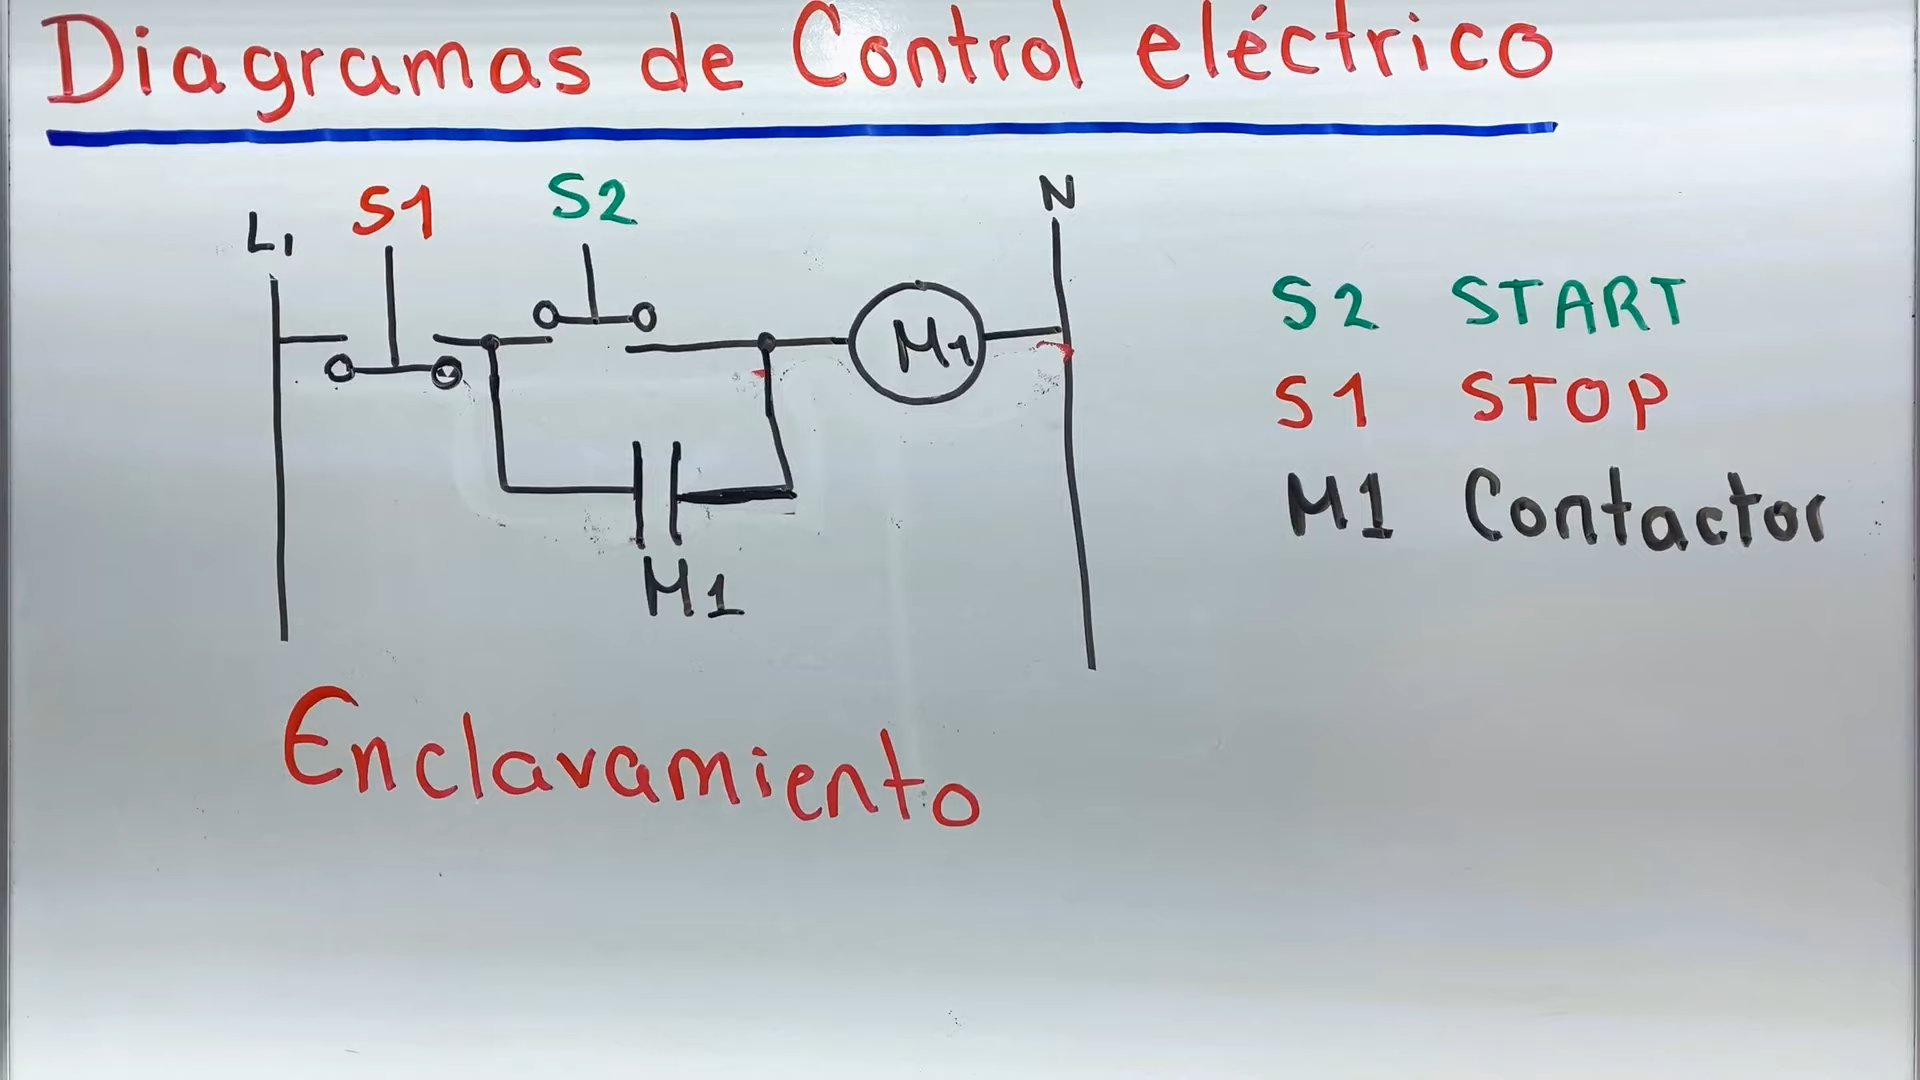 Diagramas de Control eléctrico
L1 S1 S2 N
M1
M1
S2 START
S1 STOP
M1 Contactor
Enclavamiento